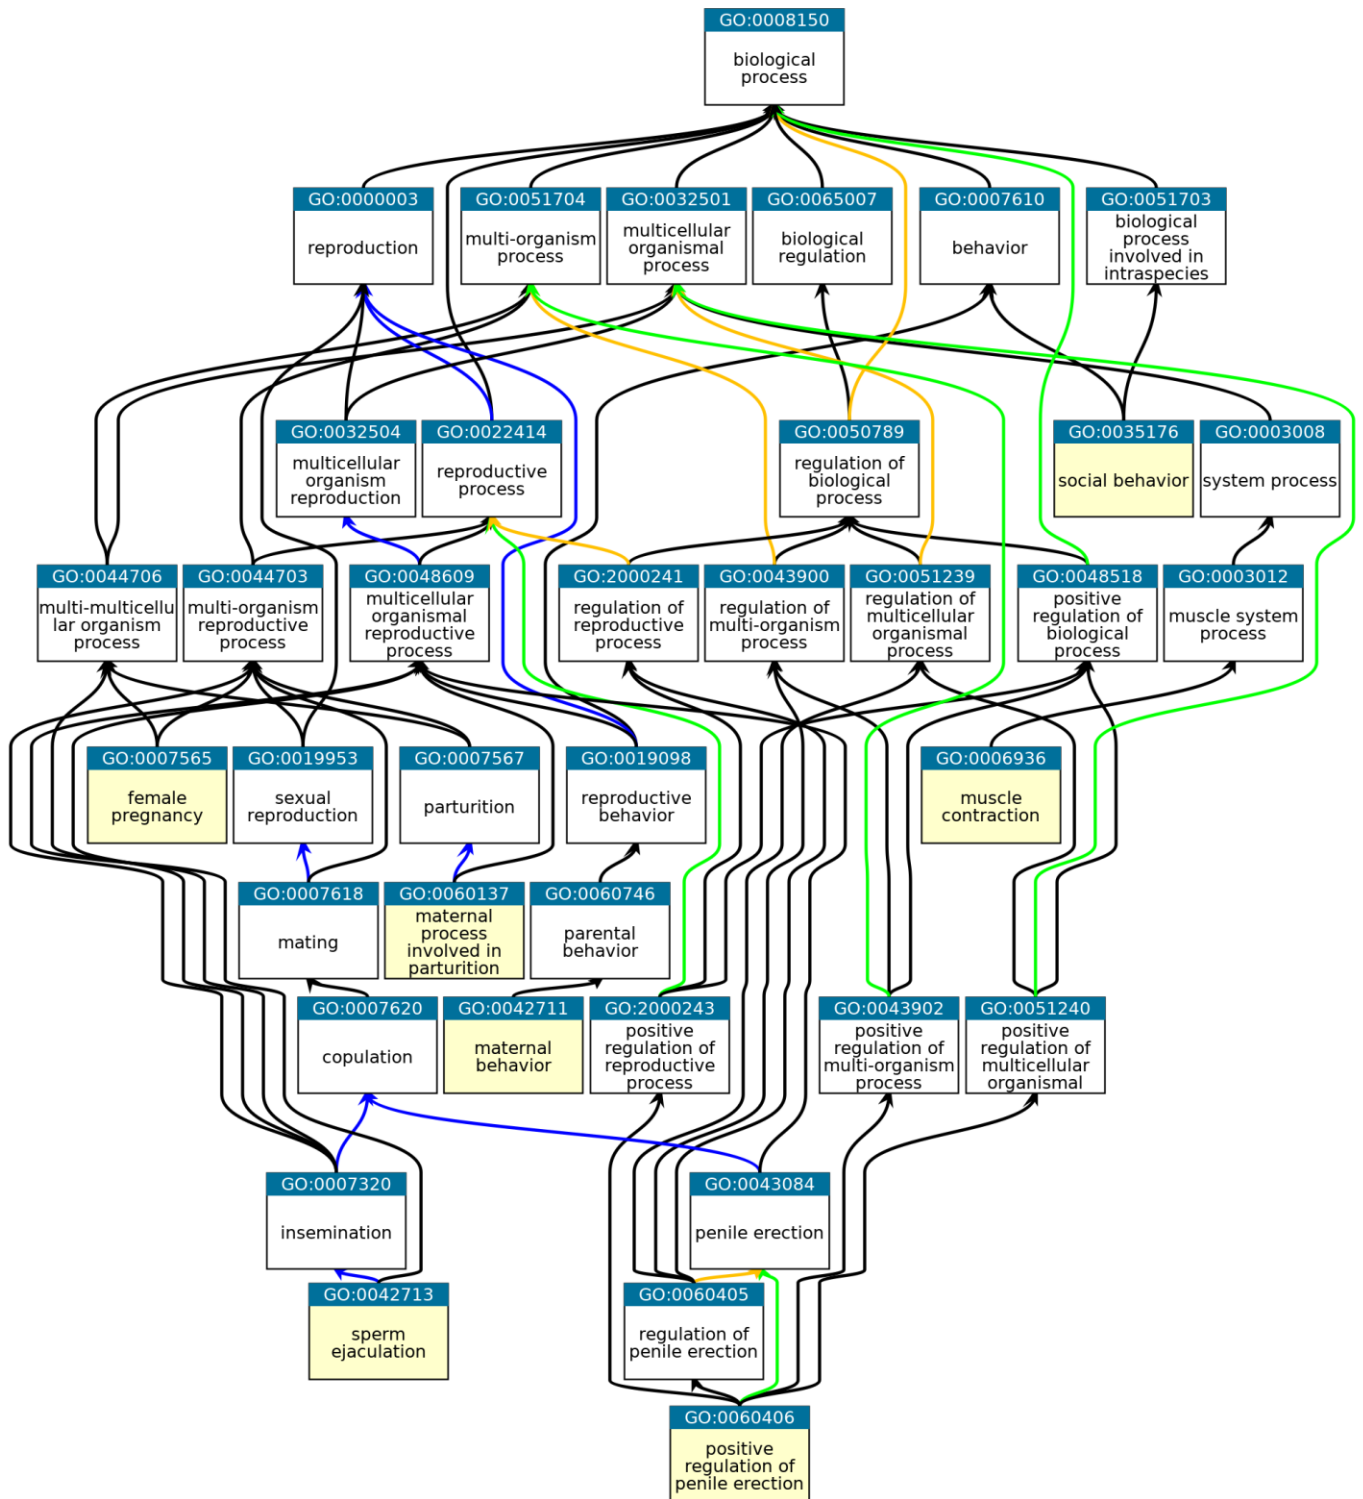 GO:0008150
biological
process
GO:0000003
reproduction
GO:0051704
multi-organism
process
GO:0032501
multicellular
organismal
process
GO:0065007
biological
regulation
GO:0007610
behavior
GO:0051703
biological
process
involved in
intraspecies
GO:0032504
multicellular
organism
reproduction
GO:0022414
reproductive
process
GO:0050789
regulation of
biological
process
GO:0035176
social behavior
GO:0003008
system process
GO:0044706
multi-multicellu
lar organism
process
GO:0044703
multi-organism
reproductive
process
GO:0048609
multicellular
organismal
reproductive
process
GO:2000241
regulation of
reproductive
process
GO:0043900
regulation of
multi-organism
process
GO:0051239
regulation of
multicellular
organismal
process
GO:0048518
positive
regulation of
biological
process
GO:0003012
muscle system
process
GO:0007565
female
pregnancy
GO:0019953
sexual
reproduction
GO:0007567
parturition
GO:0019098
reproductive
behavior
GO:0006936
muscle
contraction
GO:0007618
mating
GO:0060137
maternal
process
involved in
parturition
GO:0060746
parental
behavior
GO:0007620
copulation
GO:0042711
maternal
behavior
GO:2000243
positive
regulation of
reproductive
process
GO:0043902
positive
regulation of
multi-organism
process
GO:0051240
positive
regulation of
multicellular
organismal
GO:0007320
insemination
GO:0043084
penile erection
GO:0042713
sperm
ejaculation
GO:0060405
regulation of
penile erection
GO:0060406
positive
regulation of
penile erection